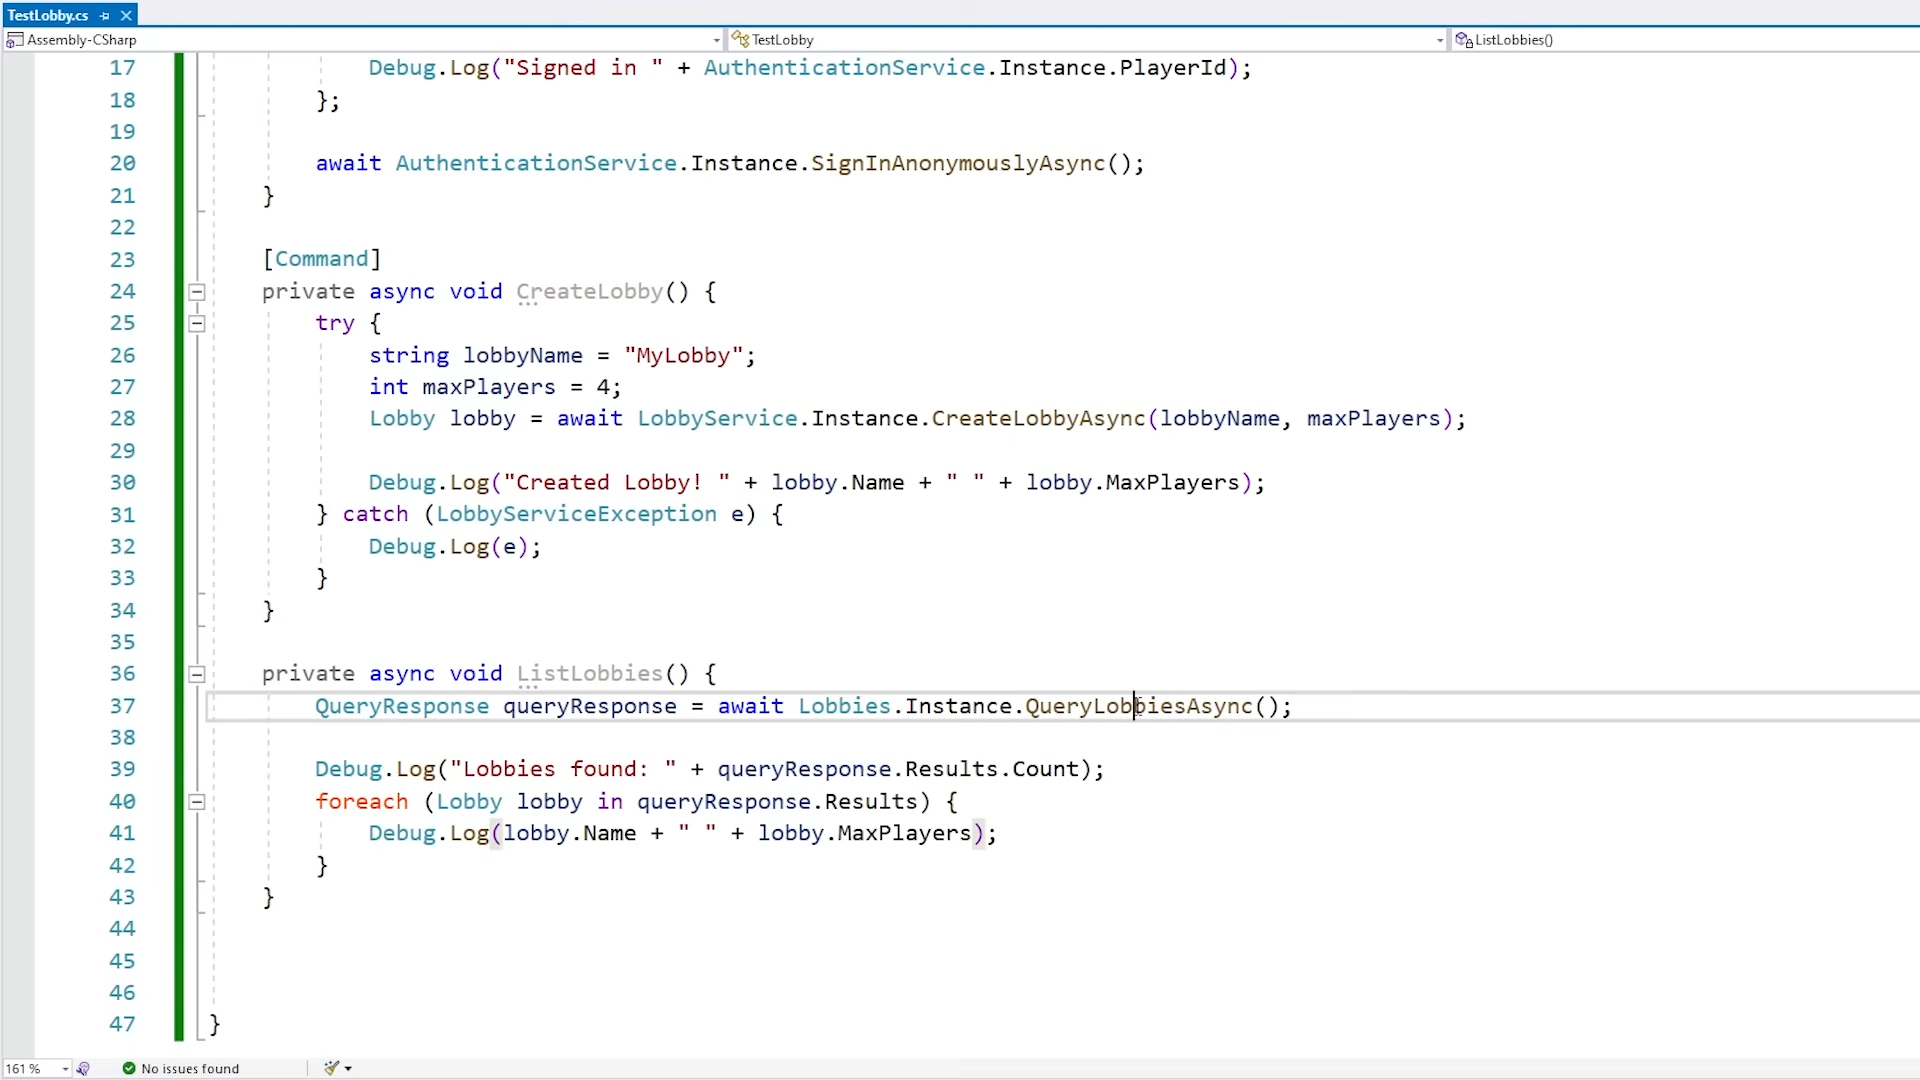 TestLobby.cs
Assembly-CSharp TestLobby ListLobbies()
17 Debug.Log("Signed in " + AuthenticationService.Instance.PlayerId);
18 };
19
20 await AuthenticationService.Instance.SignInAnonymouslyAsync();
21 }
22
23 [Command]
24 private async void CreateLobby() {
25 try {
26 string lobbyName = "MyLobby";
27 int maxPlayers = 4;
28 Lobby lobby = await LobbyService.Instance.CreateLobbyAsync(lobbyName, maxPlayers);
29
30 Debug.Log("Created Lobby! " + lobby.Name + " " + lobby.MaxPlayers);
31 } catch (LobbyServiceException e) {
32 Debug.Log(e);
33 }
34 }
35
36 private async void ListLobbies() {
37 QueryResponse queryResponse = await Lobbies.Instance.QueryLobbiesAsync();
38
39 Debug.Log("Lobbies found: " + queryResponse.Results.Count);
40 foreach (Lobby lobby in queryResponse.Results) {
41 Debug.Log(lobby.Name + " " + lobby.MaxPlayers);
42 }
43 }
44
45
46
47 }
161 % No issues found